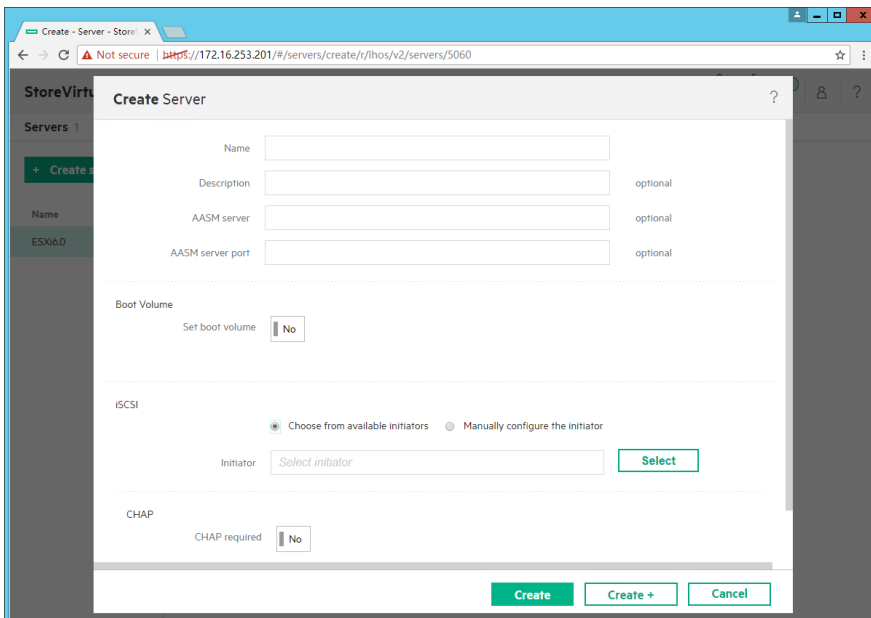 Create - Server - Store
Not secure | https://172.16.253.201/#/servers/create/r/lhos/v2/servers/5060
StoreVirtu
Create Server
?
?
Servers 1
Name
+ Create s
Description
optional
AASM server
optional
Name
ESXi6.0
AASM server port
optional
Boot Volume
Set boot volume
No
iSCSI
Choose from available initiators
Manually configure the initiator
Initiator
Select initiator
Select
CHAP
CHAP required
No
Create
Create +
Cancel